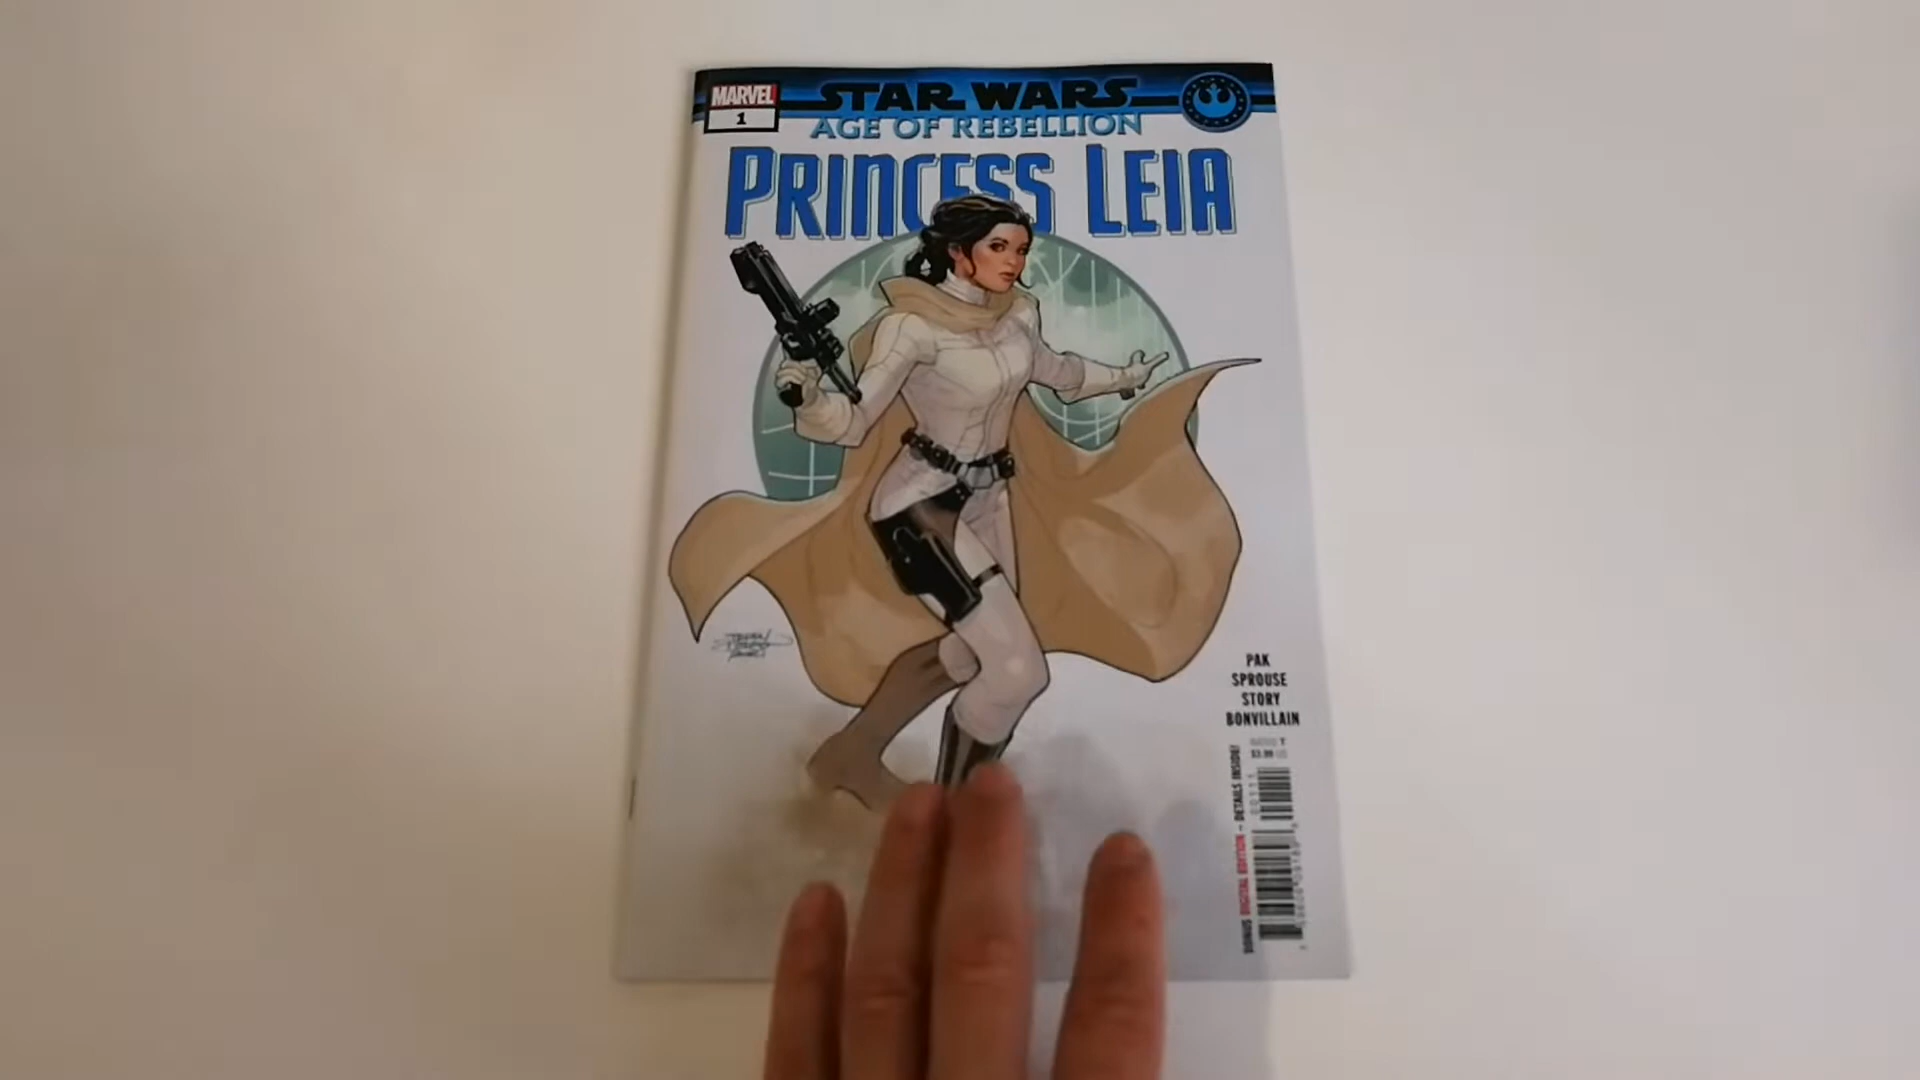 MARVEL
1
STAR WARS
AGE OF REBELLION
PRINCESS LEIA
PAK
SPROUSE
STORY
BONVILLAIN
RATED T
$3.99 US
BONUS DIGITAL EDITION – DETAILS INSIDE!